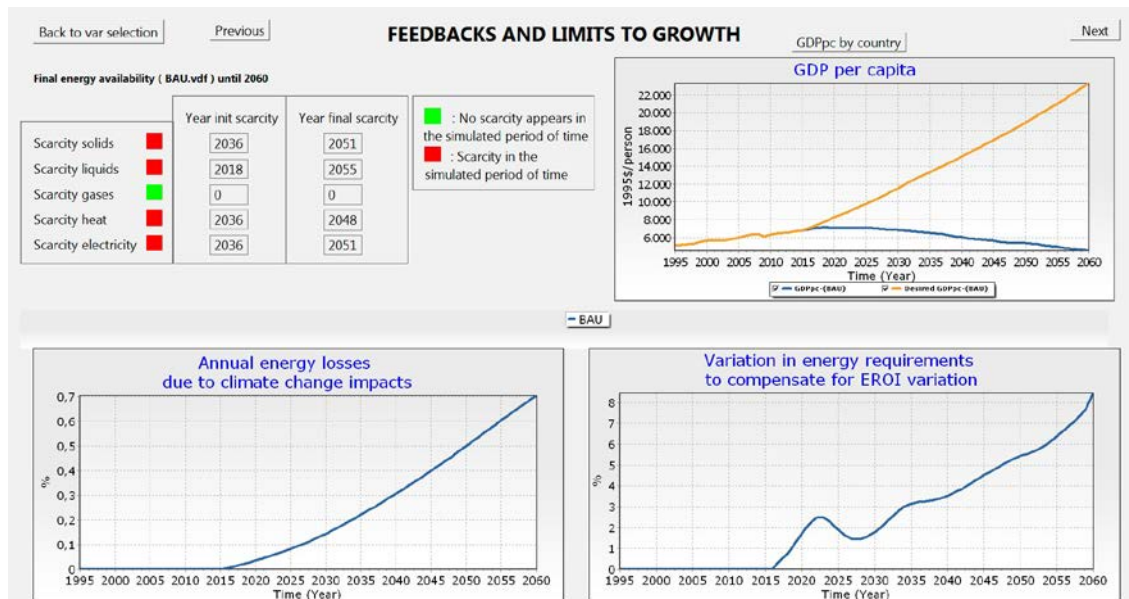 Back to var selection
Previous
FEEDBACKS AND LIMITS TO GROWTH
GDPpc by country
Next
Final energy availability ( BAU.vdf ) until 2060
Year init scarcity
Year final scarcity
Scarcity solids
2036
2051
Scarcity liquids
2018
2055
Scarcity gases
0
0
Scarcity heat
2036
2048
Scarcity electricity
2036
2051
: No scarcity appears in
the simulated period of time
: Scarcity in the
simulated period of time
GDP per capita
1995$/person
22.000
20.000
18.000
16.000
14.000
12.000
10.000
8.000
6.000
1995 2000 2005 2010 2015 2020 2025 2030 2035 2040 2045 2050 2055 2060
Time (Year)
GDPpc-(BAU)
Desired GDPpc-(BAU)
BAU
Annual energy losses
due to climate change impacts
%
0,7
0,6
0,5
0,4
0,3
0,2
0,1
0
1995 2000 2005 2010 2015 2020 2025 2030 2035 2040 2045 2050 2055 2060
Time (Year)
Variation in energy requirements
to compensate for EROI variation
%
8
7
6
5
4
3
2
1
0
1995 2000 2005 2010 2015 2020 2025 2030 2035 2040 2045 2050 2055 2060
Time (Year)